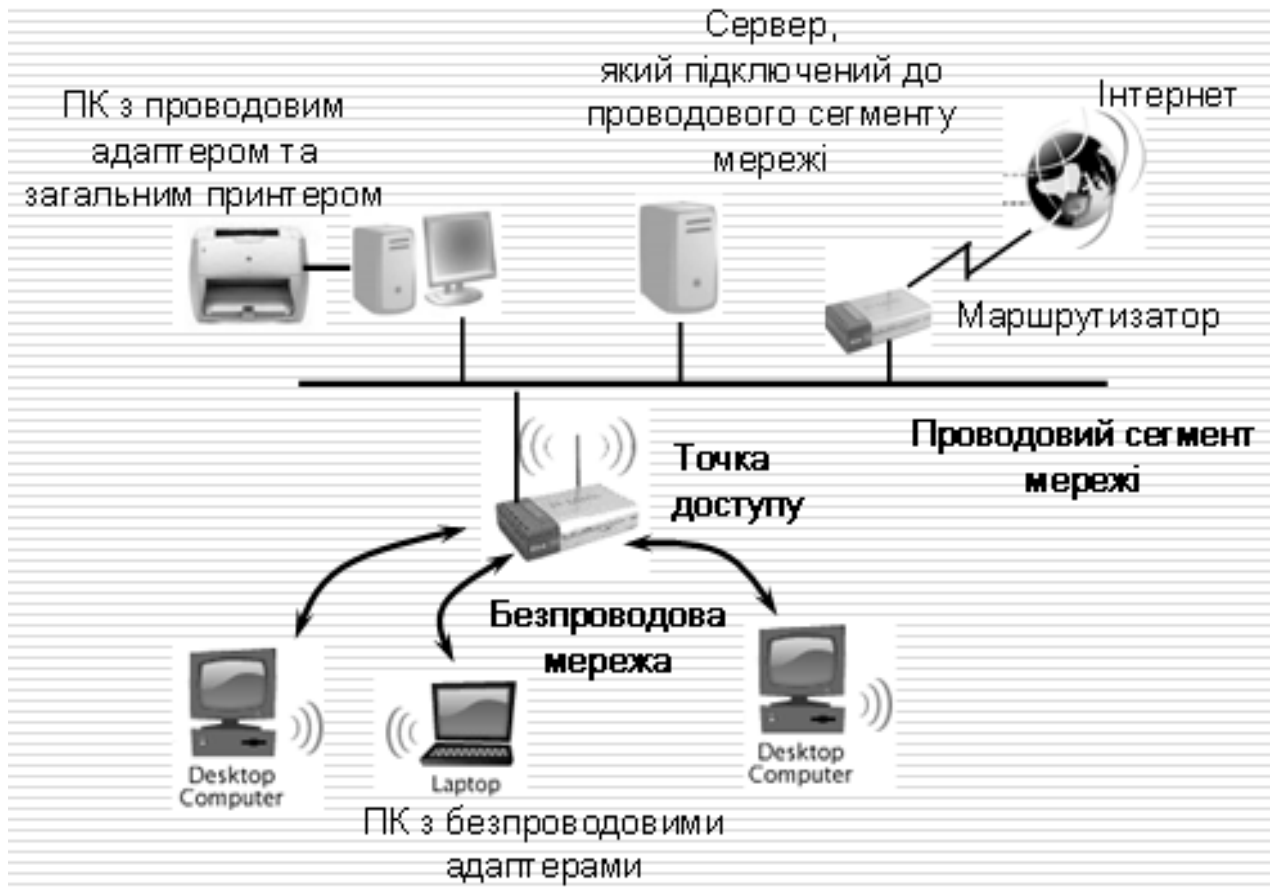 Сервер,
який підключений до
проводового сегменту
мережі
Інтернет
ПК з проводовим
адаптером та
загальним принтером
Маршрутизатор
Проводовий сегмент
мережі
Точка
доступу
Безпроводова
мережа
Desktop
Computer
Laptop
Desktop
Computer
ПК з безпроводовими
адаптерами